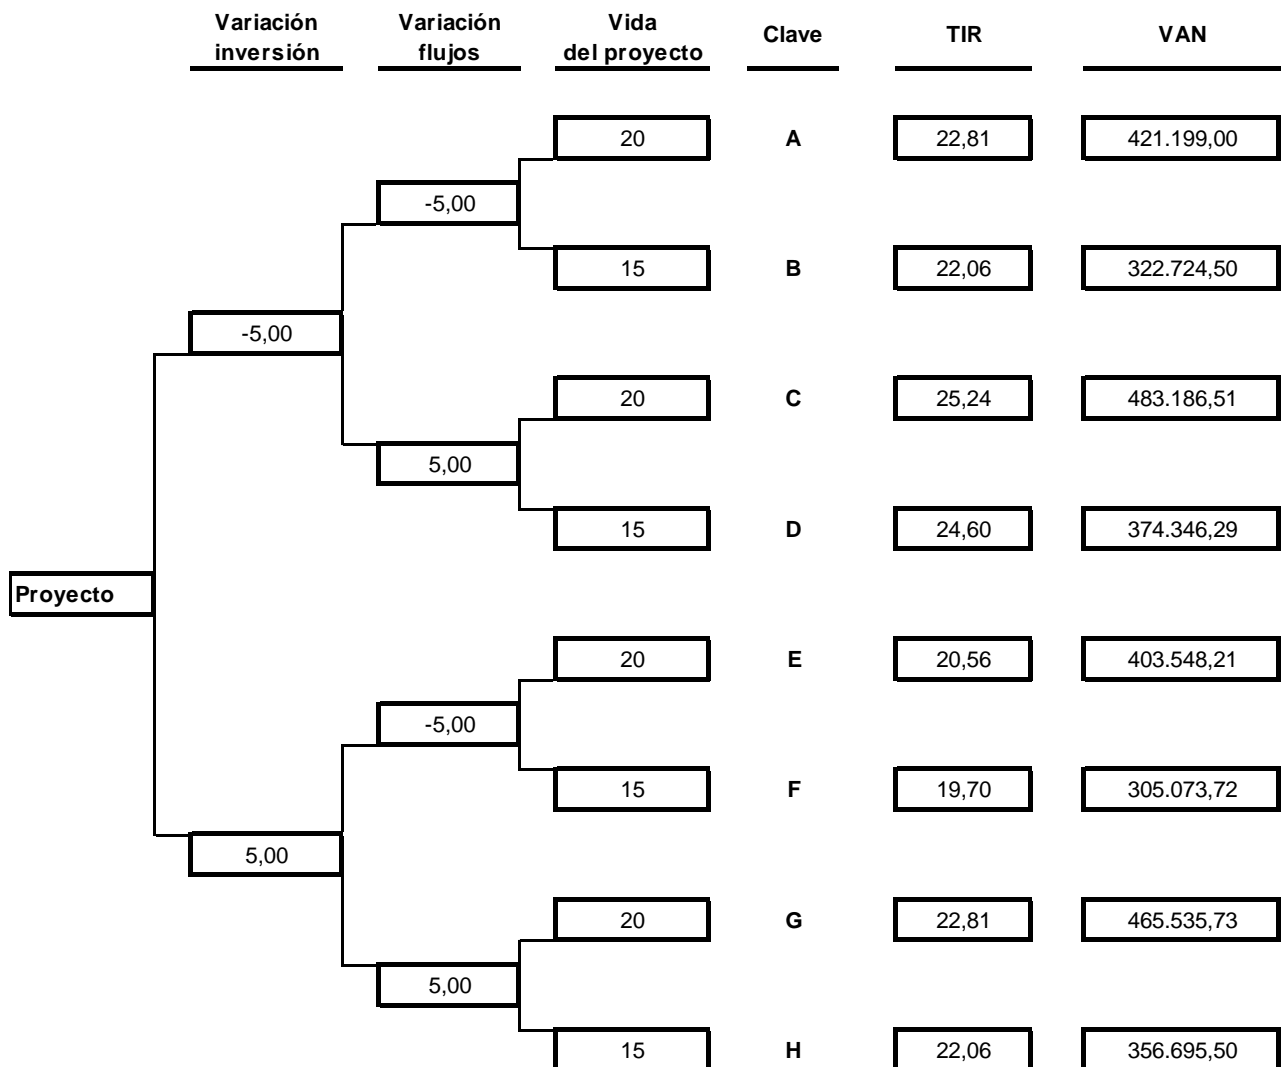 Variación inversión
Variación flujos
Vida del proyecto
Clave
TIR
VAN
20 A 22,81 421.199,00
-5,00
15 B 22,06 322.724,50
-5,00
20 C 25,24 483.186,51
5,00
15 D 24,60 374.346,29
Proyecto
20 E 20,56 403.548,21
-5,00
15 F 19,70 305.073,72
5,00
20 G 22,81 465.535,73
5,00
15 H 22,06 356.695,50